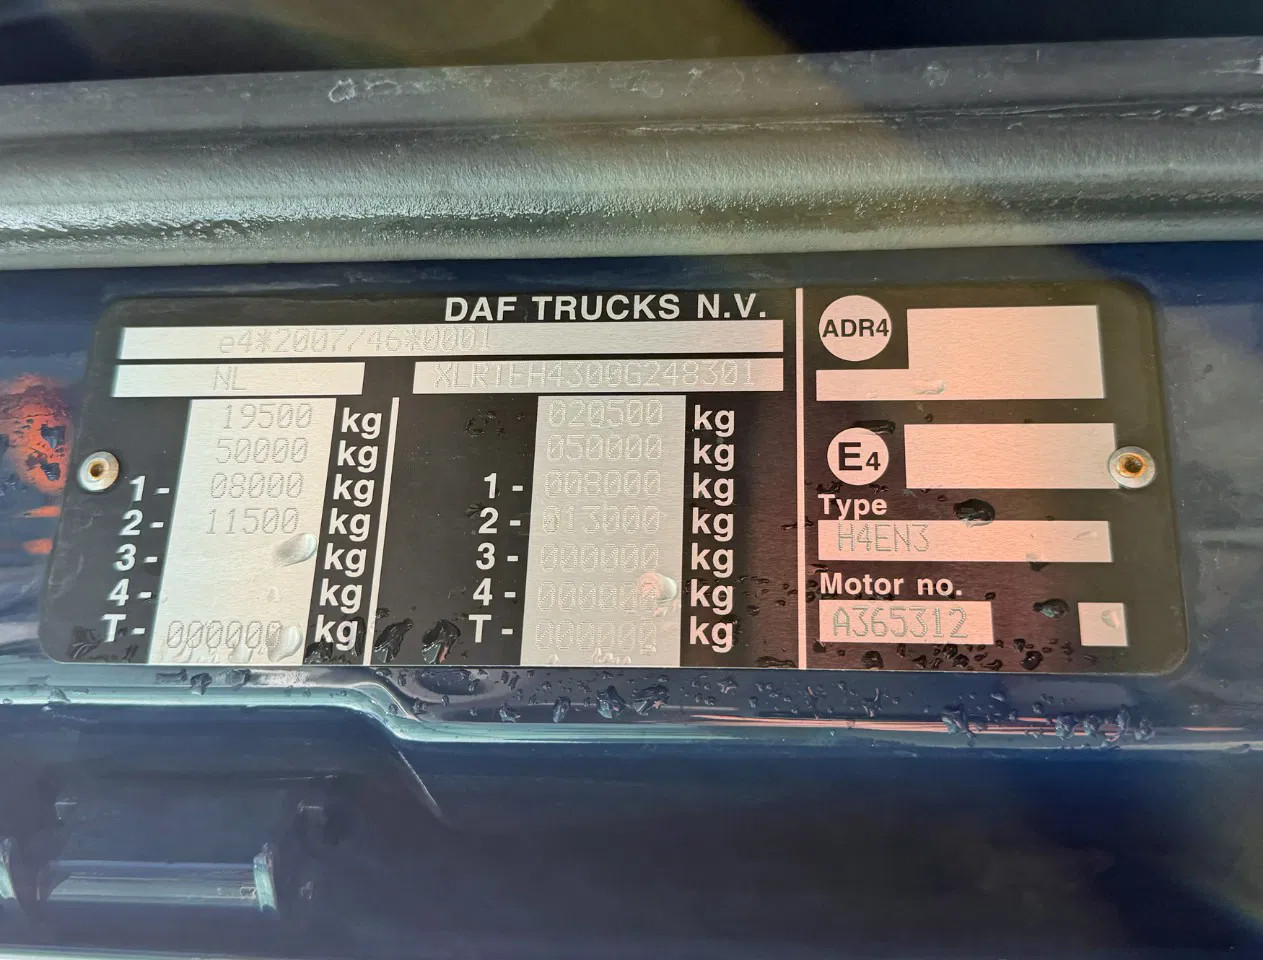 DAF TRUCKS N.V.
e4*2007/46*0001
NL XLRTEH4300G248301
19500 kg 020500 kg
50000 kg 050000 kg
1- 08000 kg 1- 008000 kg
2- 11500 kg 2- 013000 kg
3- kg 3- 000000 kg
4- kg 4- 000000 kg
T- 000000 kg T- 000000 kg
ADR4
E4
Type
H4EN3
Motor no.
A365312